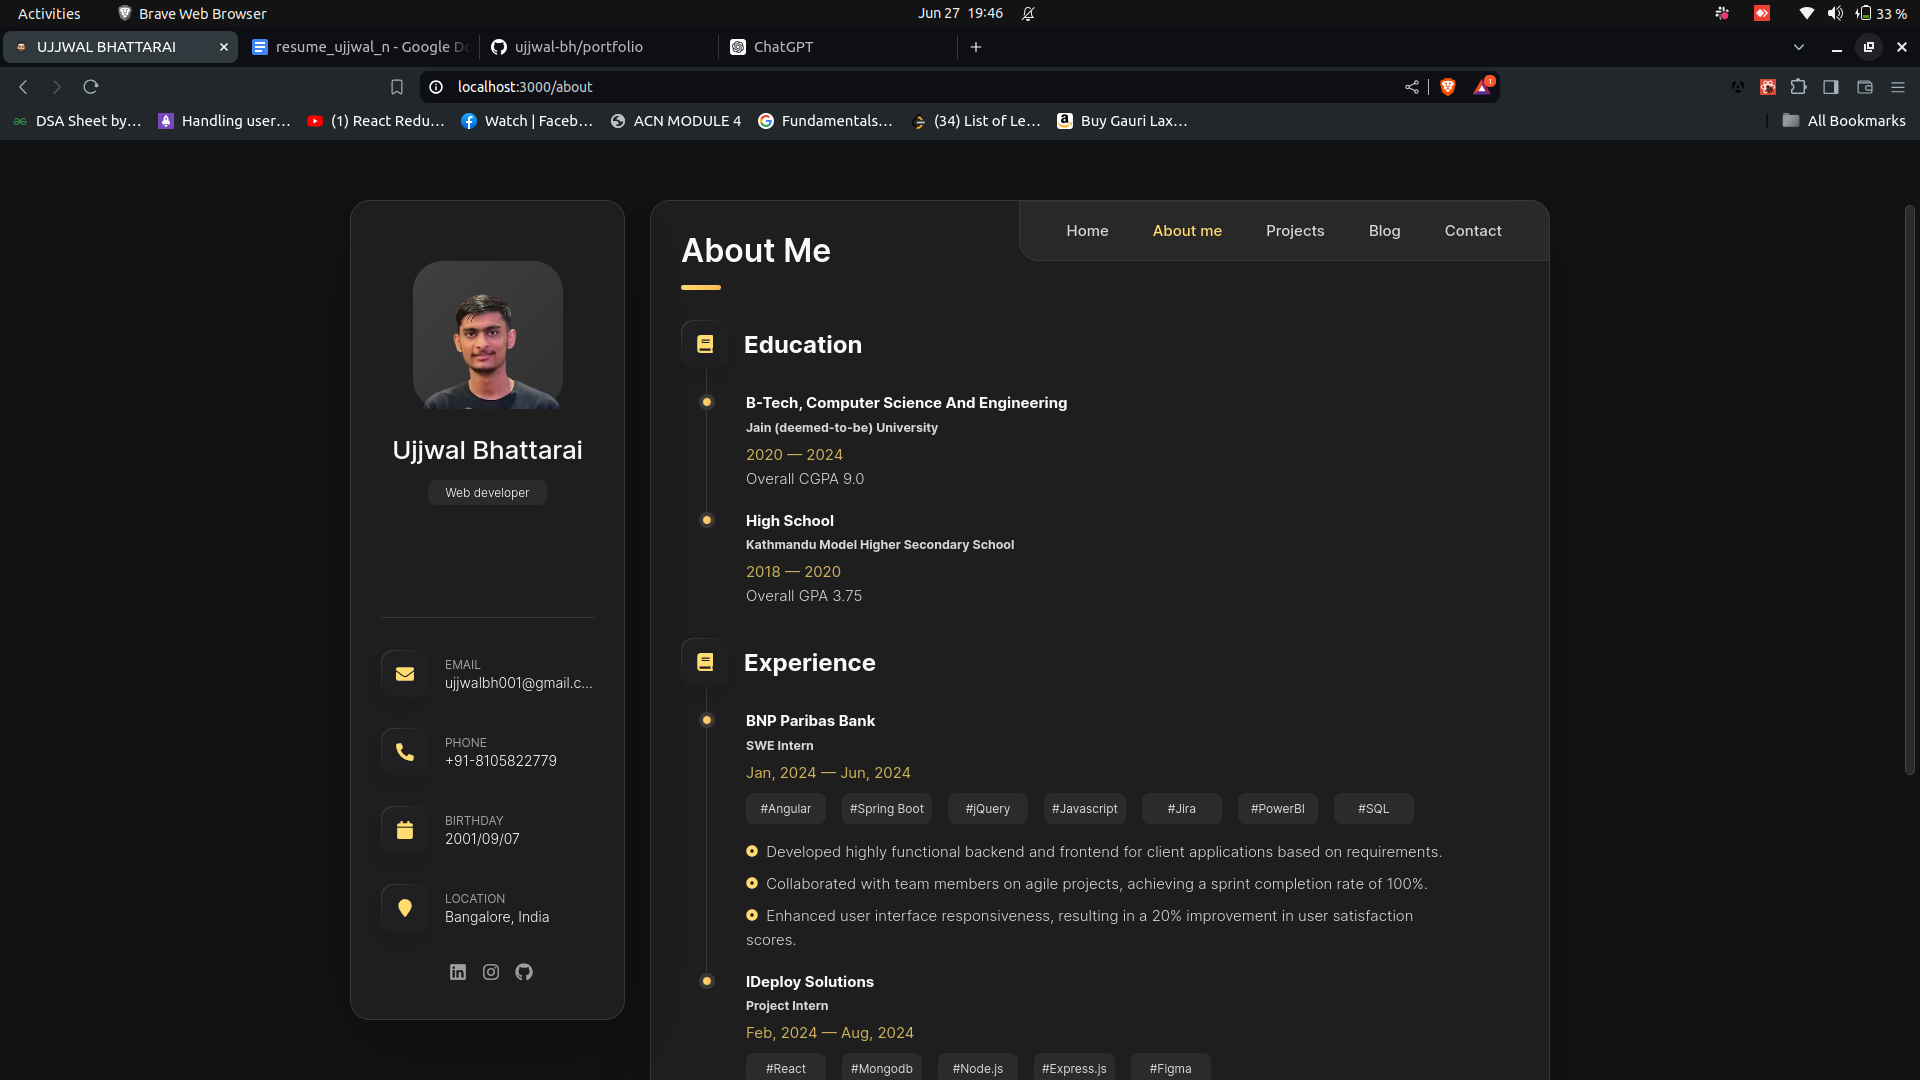 Activities
Brave Web Browser
Jun 27 19:46
33 %
UJJWAL BHATTARAI
resume_ujjwal_n - Google Do
ujjwal-bh/portfolio
ChatGPT
localhost:3000/about
1
DSA Sheet by...
Handling user...
(1) React Redu...
Watch | Faceb...
ACN MODULE 4
Fundamentals...
(34) List of Le...
Buy Gauri Lax...
All Bookmarks
Ujjwal Bhattarai
Web developer
EMAIL
ujjwalbh001@gmail.c...
PHONE
+91-8105822779
BIRTHDAY
2001/09/07
LOCATION
Bangalore, India
Home
About me
Projects
Blog
Contact
About Me
Education
B-Tech, Computer Science And Engineering
Jain (deemed-to-be) University
2020 — 2024
Overall CGPA 9.0
High School
Kathmandu Model Higher Secondary School
2018 — 2020
Overall GPA 3.75
Experience
BNP Paribas Bank
SWE Intern
Jan, 2024 — Jun, 2024
#Angular
#Spring Boot
#jQuery
#Javascript
#Jira
#PowerBI
#SQL
Developed highly functional backend and frontend for client applications based on requirements.
Collaborated with team members on agile projects, achieving a sprint completion rate of 100%.
Enhanced user interface responsiveness, resulting in a 20% improvement in user satisfaction
scores.
IDeploy Solutions
Project Intern
Feb, 2024 — Aug, 2024
#React
#Mongodb
#Node.js
#Express.js
#Figma